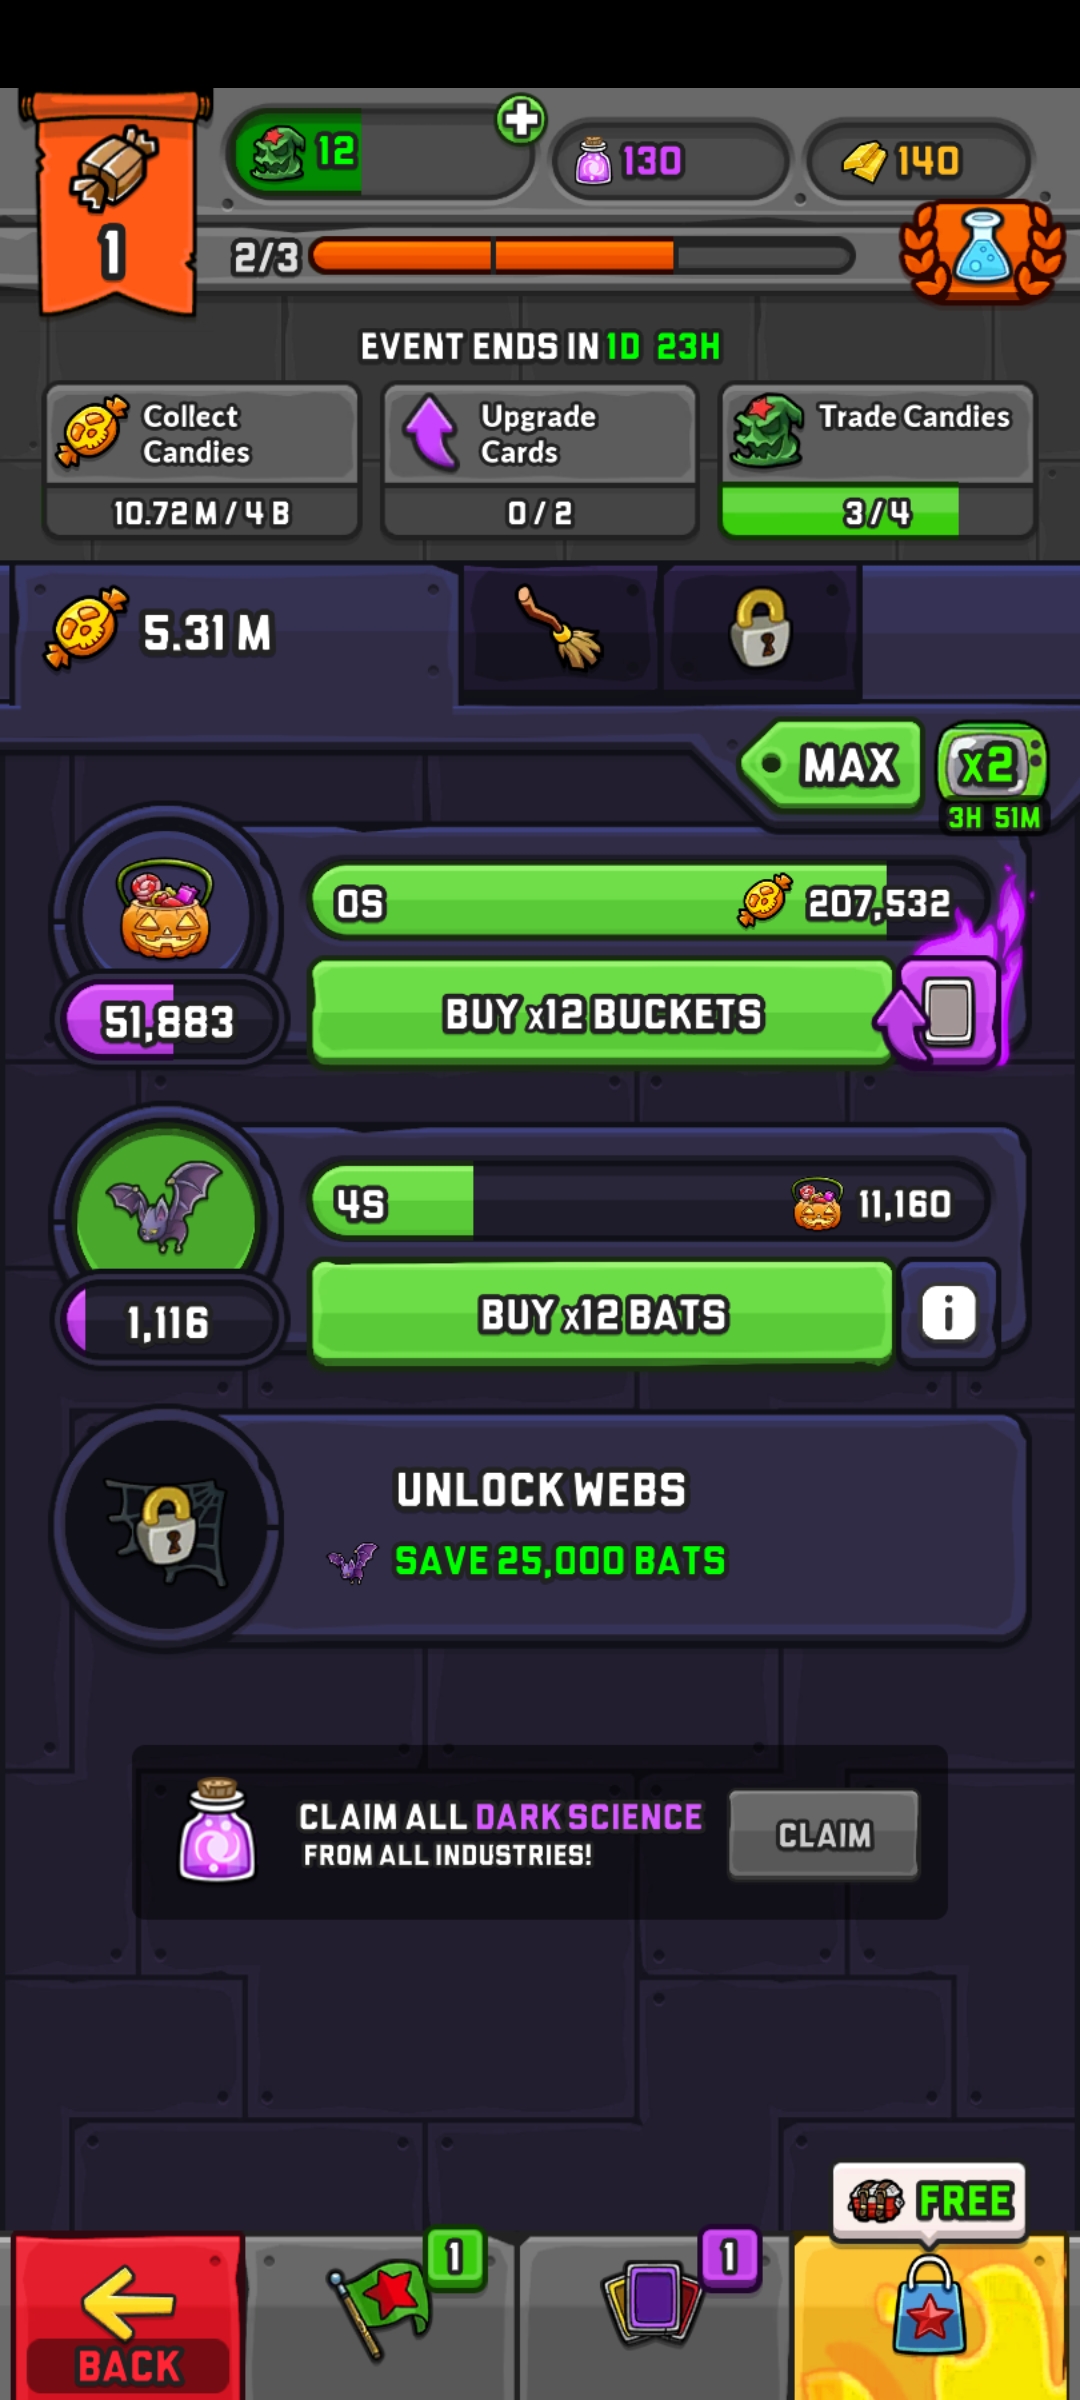 12
130
140
1
2/3
EVENT ENDS IN 1D 23H
Collect
Candies
10.72 M / 4 B
Upgrade
Cards
0 / 2
Trade Candies
3 / 4
5.31 M
MAX
x2
3H 51M
0S
207,532
51,883
BUY x12 BUCKETS
4S
11,160
1,116
BUY x12 BATS
i
UNLOCK WEBS
SAVE 25,000 BATS
CLAIM ALL DARK SCIENCE
FROM ALL INDUSTRIES!
CLAIM
FREE
1
1
BACK